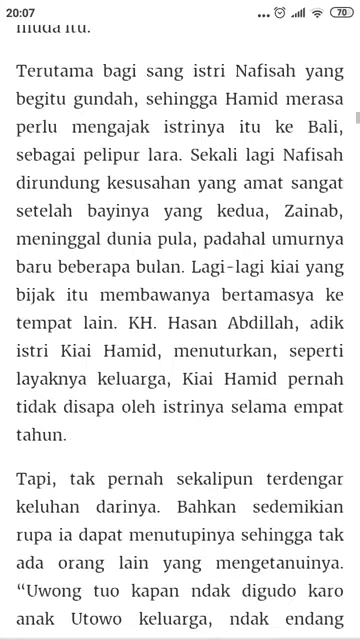 20:07
70
muda itu.
Terutama bagi sang istri Nafisah yang
begitu gundah, sehingga Hamid merasa
perlu mengajak istrinya itu ke Bali,
sebagai pelipur lara. Sekali lagi Nafisah
dirundung kesusahan yang amat sangat
setelah bayinya yang kedua, Zainab,
meninggal dunia pula, padahal umurnya
baru beberapa bulan. Lagi-lagi kiai yang
bijak itu membawanya bertamasya ke
tempat lain. KH. Hasan Abdillah, adik
istri Kiai Hamid, menuturkan, seperti
layaknya keluarga, Kiai Hamid pernah
tidak disapa oleh istrinya selama empat
tahun.
Tapi, tak pernah sekalipun terdengar
keluhan darinya. Bahkan sedemikian
rupa ia dapat menutupinya sehingga tak
ada orang lain yang mengetanuinya.
“Uwong tuo kapan ndak digudo karo
anak Utowo keluarga, ndak endang